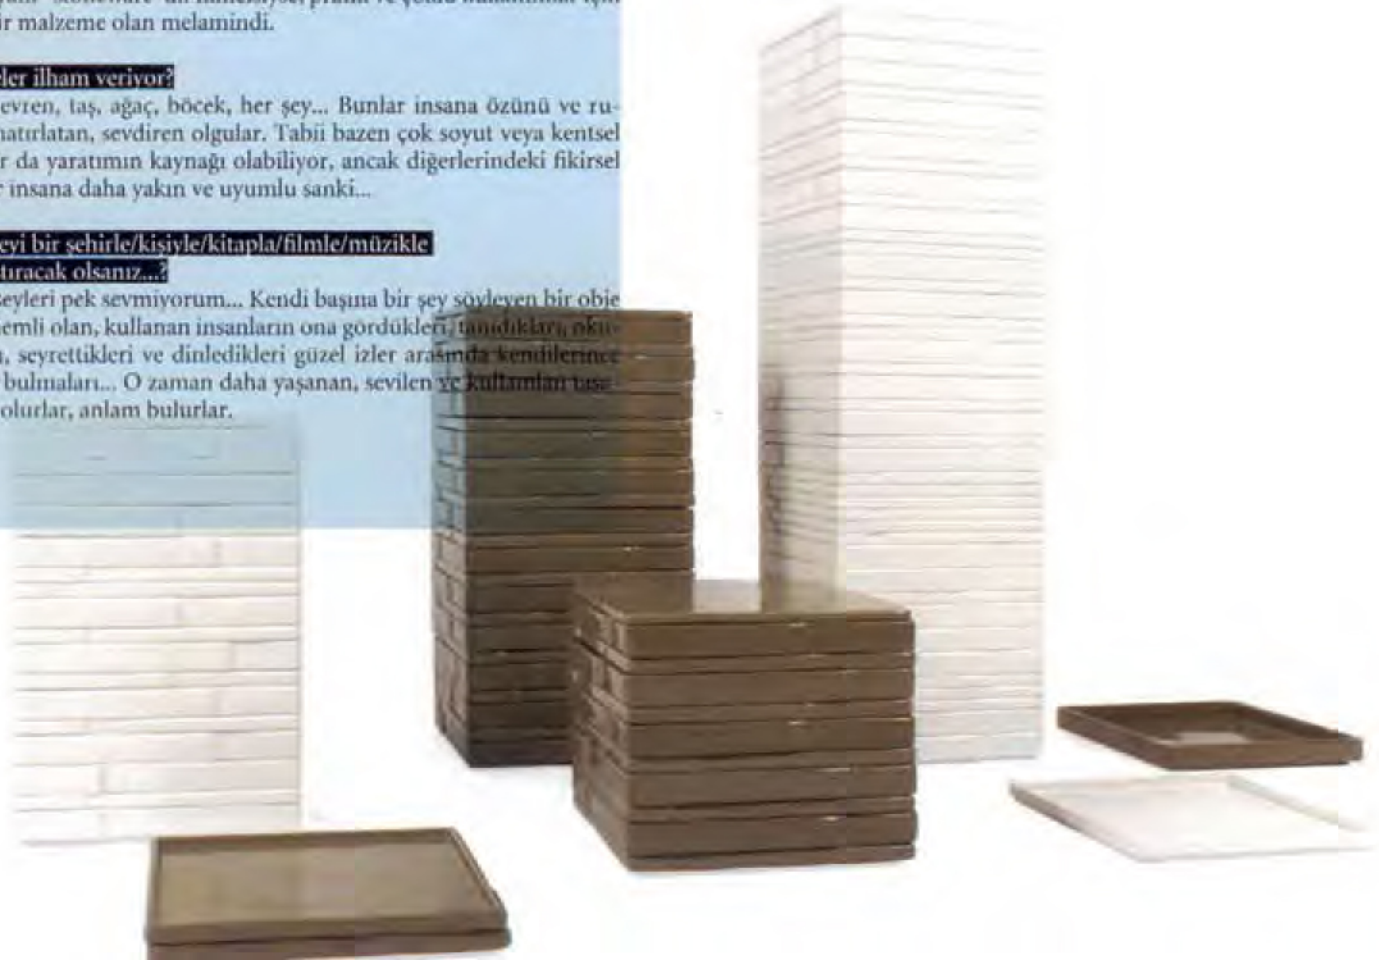 ir malzeme olan melamindi.
ler ilham veriyor?
evren, taş, ağaç, böcek, her şey... Bunlar insana özünü ve ru-
hatırlatan, sevdiren olgular. Tabii bazen çok soyut veya kentsel
r da yaratımın kaynağı olabiliyor, ancak diğerlerindeki fikirsel
r insana daha yakın ve uyumlu sanki...
eyi bir şehirle/kişiyle/kitapla/filmle/müzikle
tıracak olsanız...?
şeyleri pek sevmiyorum... Kendi başına bir şey söyleyen bir obje
nemli olan, kullanan insanların ona gördükleri, tanıdıkları, oku-
ı, seyrettikleri ve dinledikleri güzel izler arasında kendilerince
bulmaları... O zaman daha yaşanan, sevilen ve kullanılan tasa-
olurlar, anlam bulurlar.